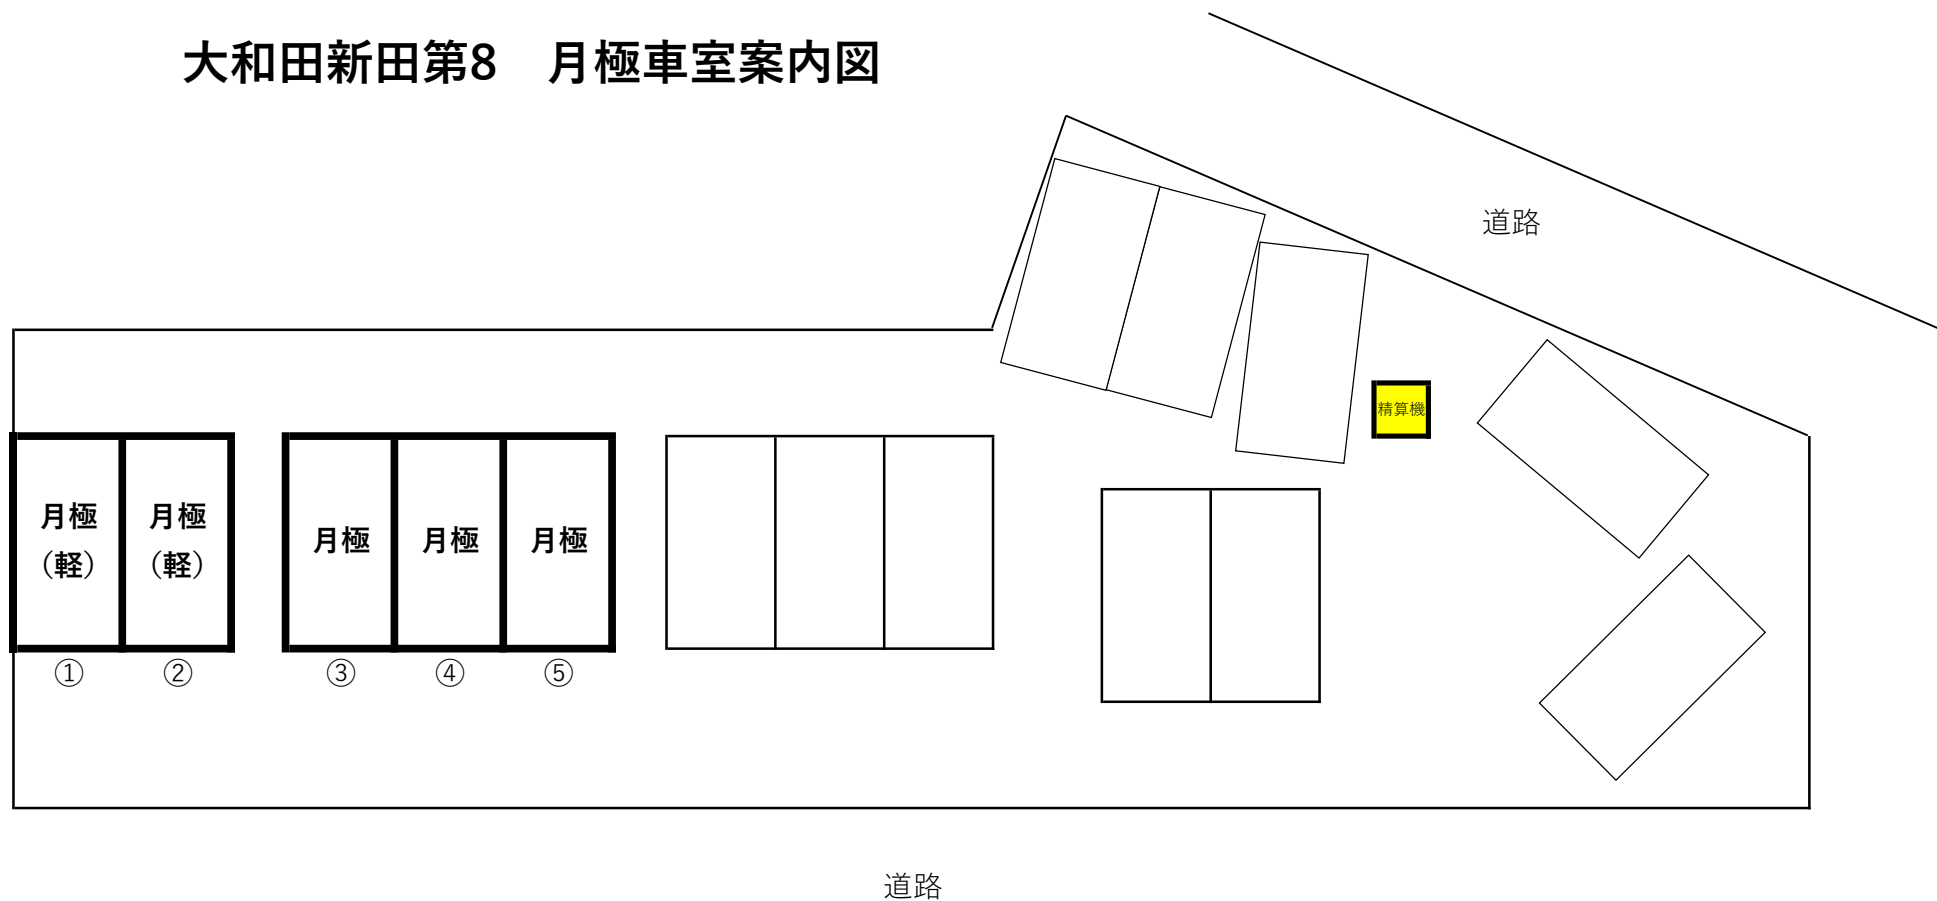 大和田新田第8　月極車室案内図
道路
精算機
月極
（軽）
月極
（軽）
月極
月極
月極
①
②
③
④
⑤
道路